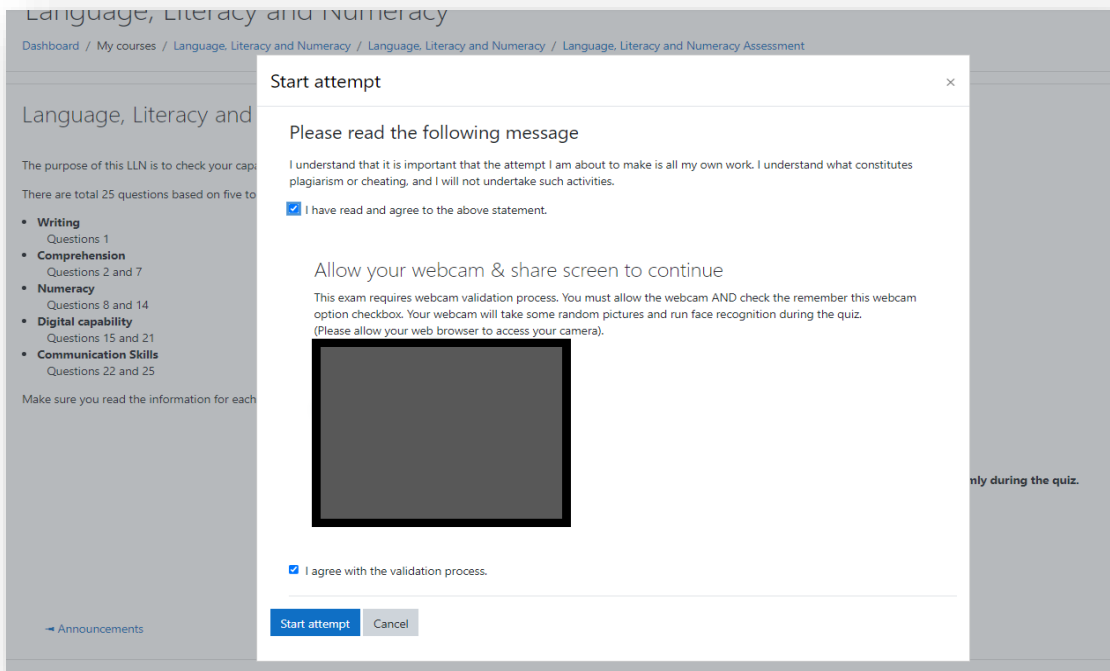 Language, Literacy and Numeracy
Dashboard / My courses / Language, Literacy and Numeracy / Language, Literacy and Numeracy / Language, Literacy and Numeracy Assessment
Start attempt ×
Language, Literacy and
Please read the following message
The purpose of this LLN is to check your
I understand that it is important that the attempt I am about to make is all my own work. I understand what constitutes
plagiarism or cheating, and I will not undertake such activities.
There are total 25 questions based on five to
I have read and agree to the above statement.
• Writing
Questions 1
• Comprehension
Questions 2 and 7
• Numeracy
Questions 8 and 14
• Digital capability
Questions 15 and 21
• Communication Skills
Questions 22 and 25
Make sure you read the information for each
Allow your webcam & share screen to continue
This exam requires webcam validation process. You must allow the webcam AND check the remember this webcam
option checkbox. Your webcam will take some random pictures and run face recognition during the quiz.
(Please allow your web browser to access your camera).
during the quiz.
I agree with the validation process.
Start attempt Cancel
◄ Announcements